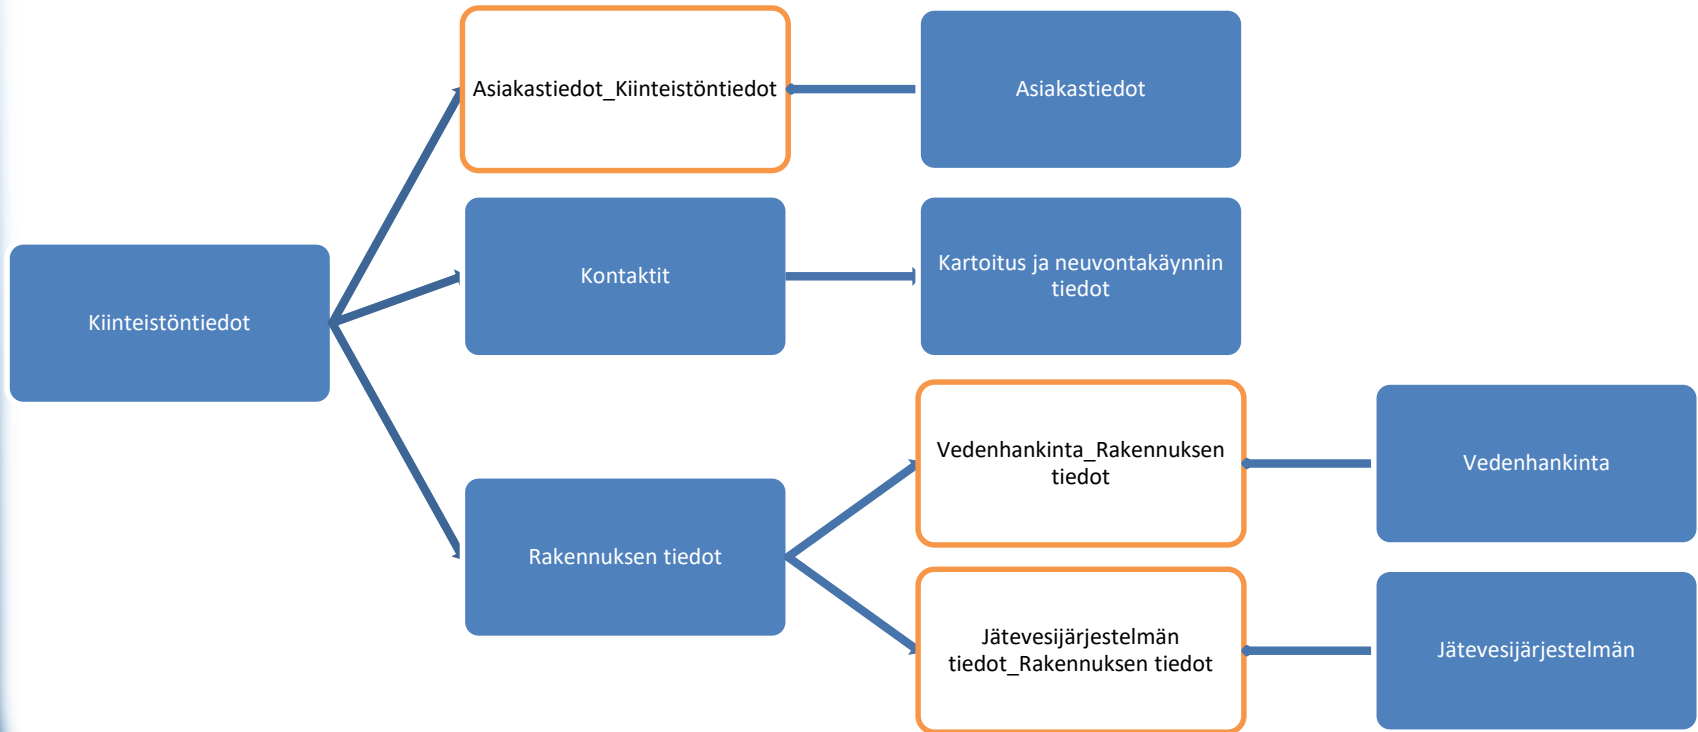 Asiakastiedot_Kiinteistöntiedot
Asiakastiedot
Kiinteistöntiedot
Kontaktit
Kartoitus ja neuvontakäynnin
tiedot
Rakennuksen tiedot
Vedenhankinta_Rakennuksen
tiedot
Vedenhankinta
Jätevesijärjestelmän
tiedot_Rakennuksen tiedot
Jätevesijärjestelmän